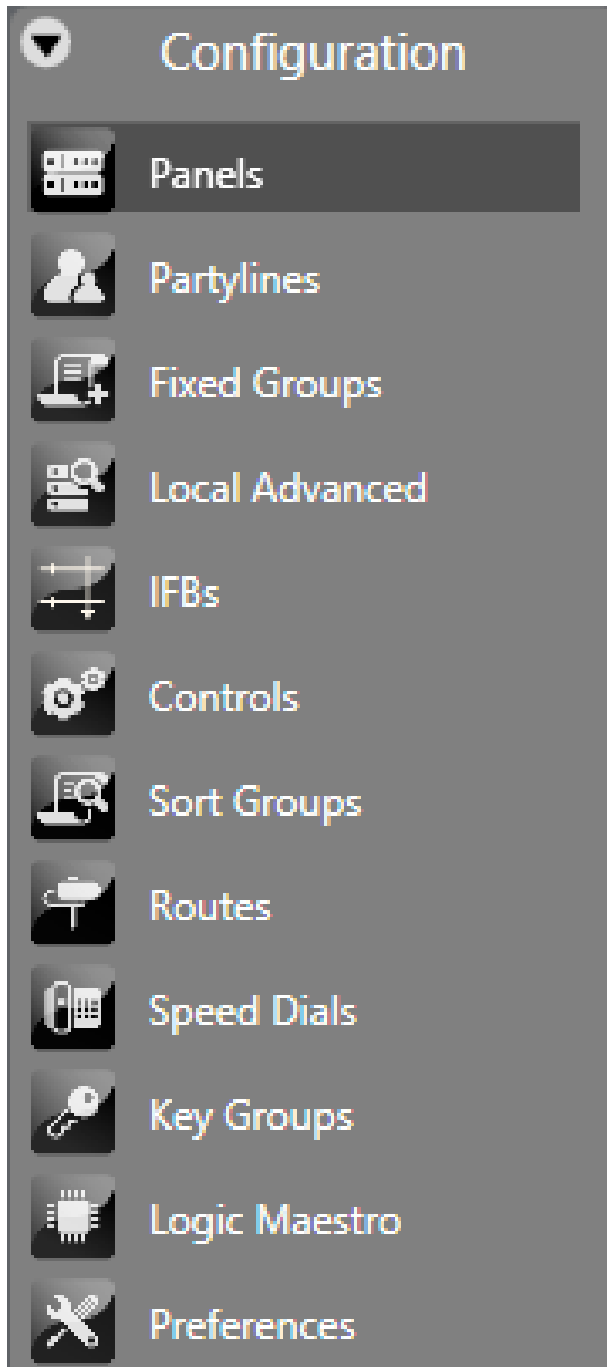 Configuration
Panels
Partylines
Fixed Groups
Local Advanced
IFBs
Controls
Sort Groups
Routes
Speed Dials
Key Groups
Logic Maestro
Preferences